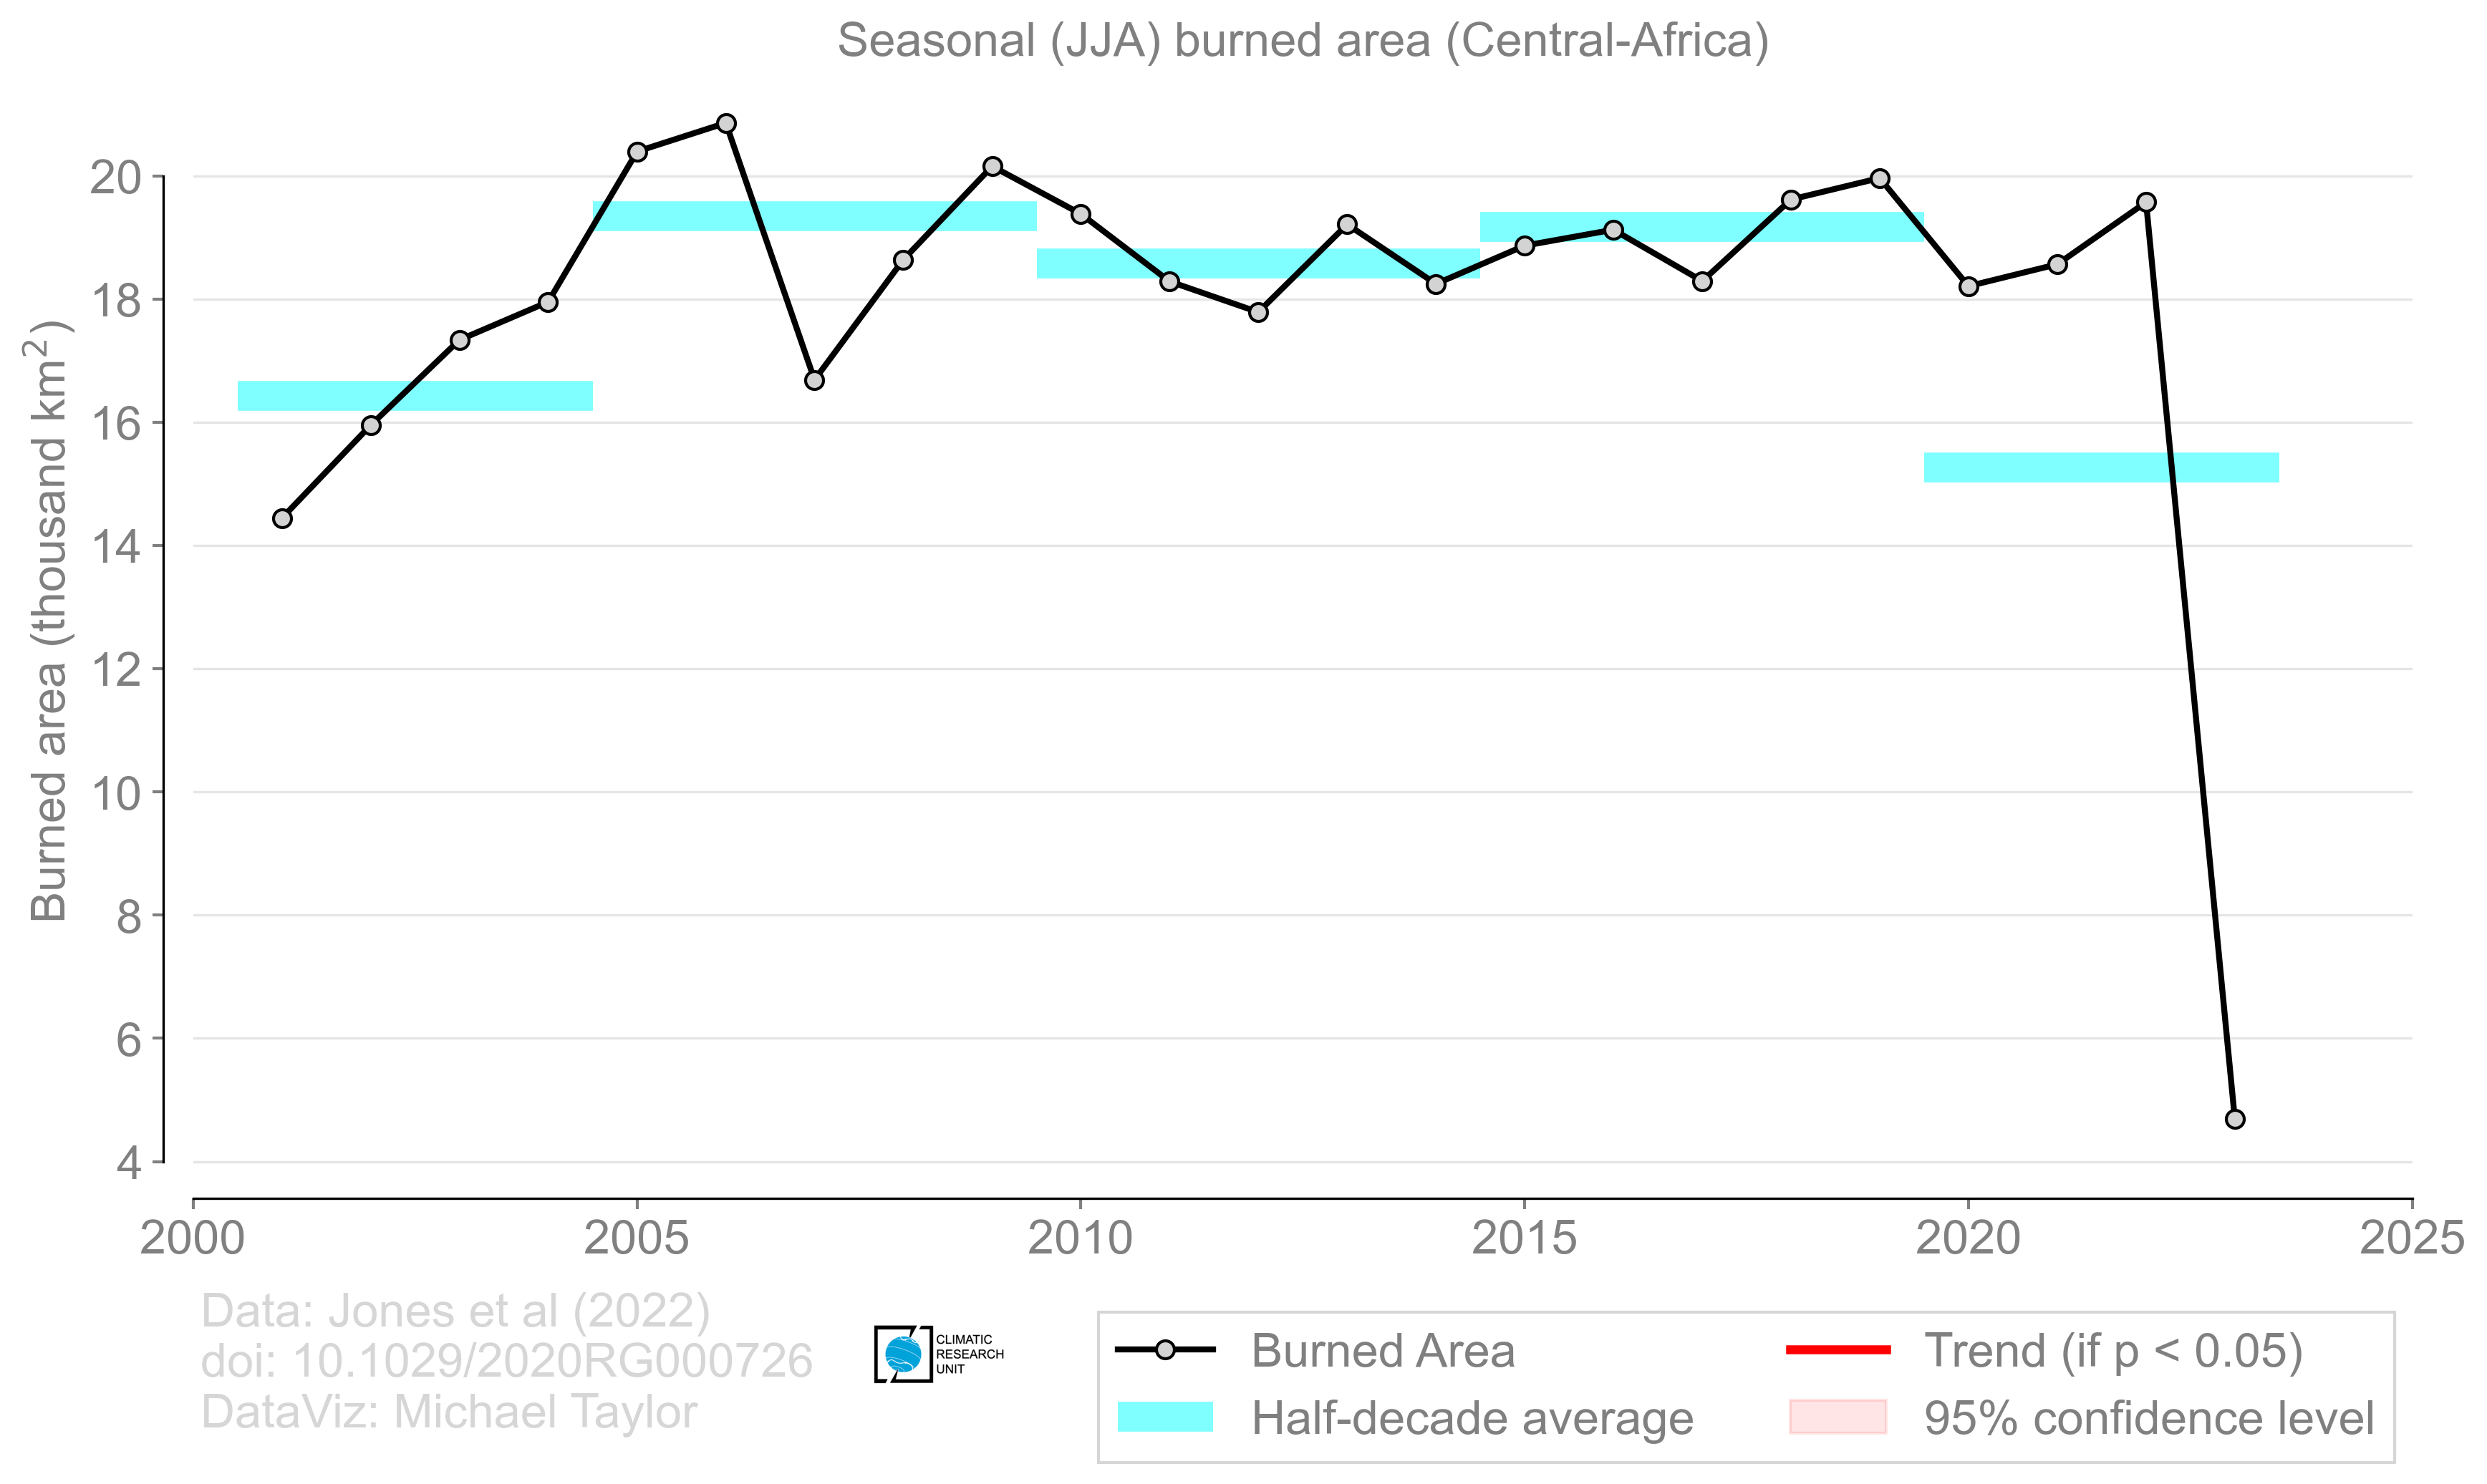 Seasonal (JJA) burned area (Central-Africa)
Burned area (thousand km²)
20
18
16
14
12
10
8
6
4
2000
2005
2010
2015
2020
2025
Data: Jones et al (2022)
doi: 10.1029/2020RG000726
DataViz: Michael Taylor
CLIMATIC
RESEARCH
UNIT
Burned Area
Half-decade average
Trend (if p < 0.05)
95% confidence level